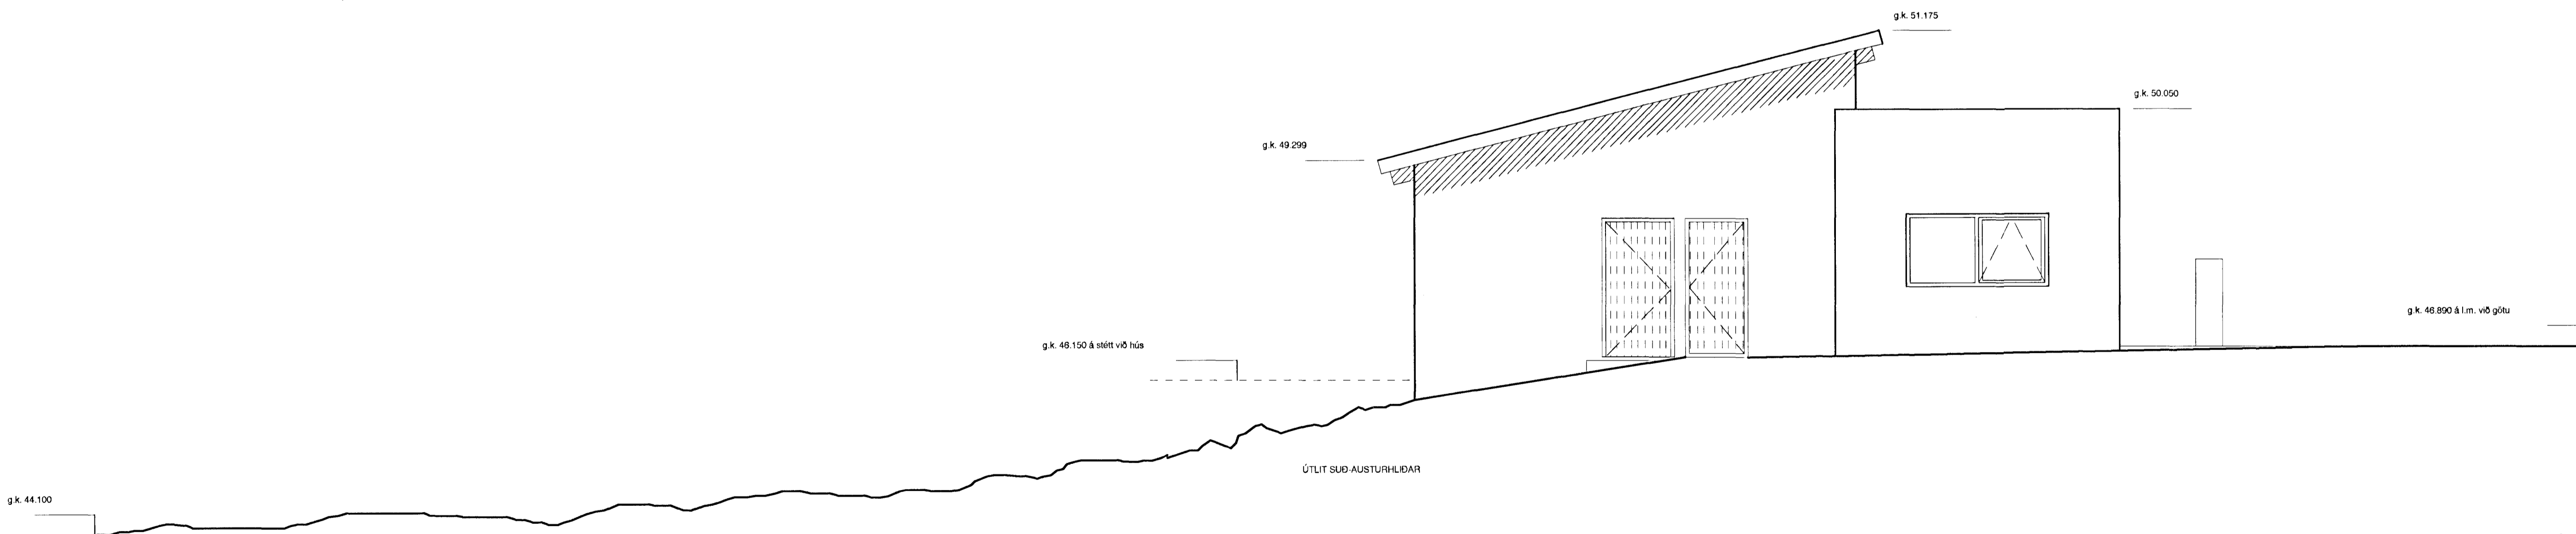 g.k. 51.175
g.k. 50.050
g.k. 49.299
g.k. 46.890 á l.m. við götu
g.k. 46.150 á stétt við hús
ÚTLIT SUÐ-AUSTURHLIÐAR
g.k. 44.100